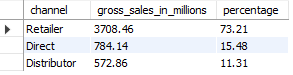 channel gross_sales_in_millions percentage
Retailer 3708.46 73.21
Direct 784.14 15.48
Distributor 572.86 11.31